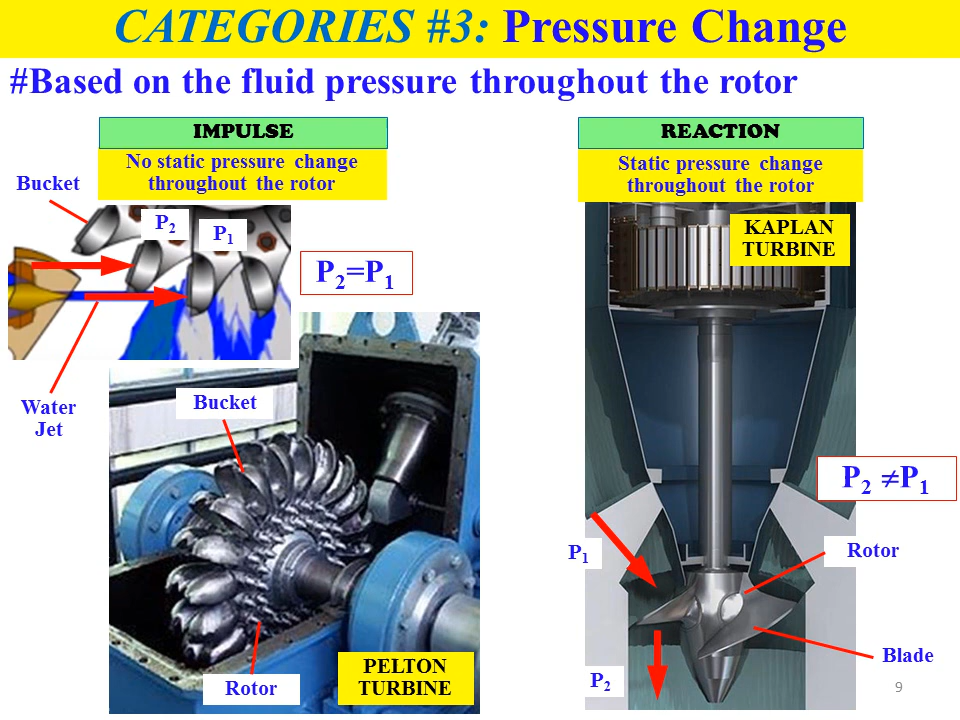 CATEGORIES #3: Pressure Change
#Based on the fluid pressure throughout the rotor
IMPULSE
No static pressure change
throughout the rotor
Bucket
P2
P1
P2=P1
Water
Jet
Bucket
Rotor
PELTON
TURBINE
REACTION
Static pressure change
throughout the rotor
KAPLAN
TURBINE
P2 ≠P1
P1
Rotor
Blade
P2
9